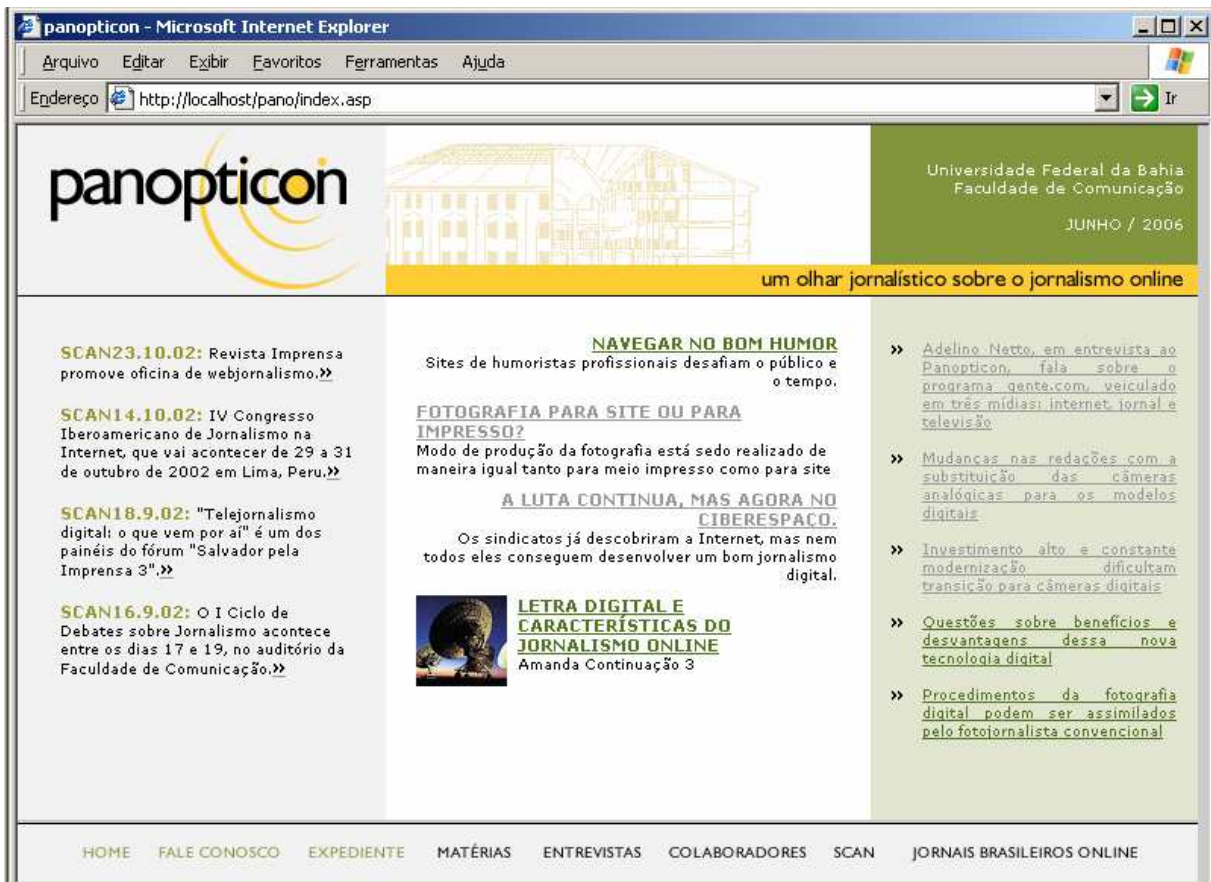 panopticon - Microsoft Internet Explorer
Arquivo Editar Exibir Favoritos Ferramentas Ajuda
Endereço http://localhost/pano/index.asp Ir
panopticon
Universidade Federal da Bahia
Faculdade de Comunicação
JUNHO / 2006
um olhar jornalístico sobre o jornalismo online
SCAN23.10.02: Revista Imprensa
promove oficina de webjornalismo.»
SCAN14.10.02: IV Congresso
Iberoamericano de Jornalismo na
Internet, que vai acontecer de 29 a 31
de outubro de 2002 em Lima, Peru.»
SCAN18.9.02: "Telejornalismo
digital: o que vem por aí" é um dos
painéis do fórum "Salvador pela
Imprensa 3".»
SCAN16.9.02: O I Ciclo de
Debates sobre Jornalismo acontece
entre os dias 17 e 19, no auditório da
Faculdade de Comunicação.»
NAVEGAR NO BOM HUMOR
Sites de humoristas profissionais desafiam o público e
o tempo.
FOTOGRAFIA PARA SITE OU PARA
IMPRESSO?
Modo de produção da fotografia está sedo realizado de
maneira igual tanto para meio impresso como para site
A LUTA CONTINUA, MAS AGORA NO
CIBERESPAÇO.
Os sindicatos já descobriram a Internet, mas nem
todos eles conseguem desenvolver um bom jornalismo
digital.
LETRA DIGITAL E
CARACTERÍSTICAS DO
JORNALISMO ONLINE
Amanda Continuação 3
» Adelino Netto, em entrevista ao
Panopticon, fala sobre o
programa gente.com, veiculado
em três mídias: internet, jornal e
televisão
» Mudanças nas redações com a
substituição das câmeras
analógicas para os modelos
digitais
» Investimento alto e constante
modernização dificultam
transição para câmeras digitais
» Questões sobre benefícios e
desvantagens dessa nova
tecnologia digital
» Procedimentos da fotografia
digital podem ser assimilados
pelo fotojornalista convencional
HOME FALE CONOSCO EXPEDIENTE MATÉRIAS ENTREVISTAS COLABORADORES SCAN JORNAIS BRASILEIROS ONLINE